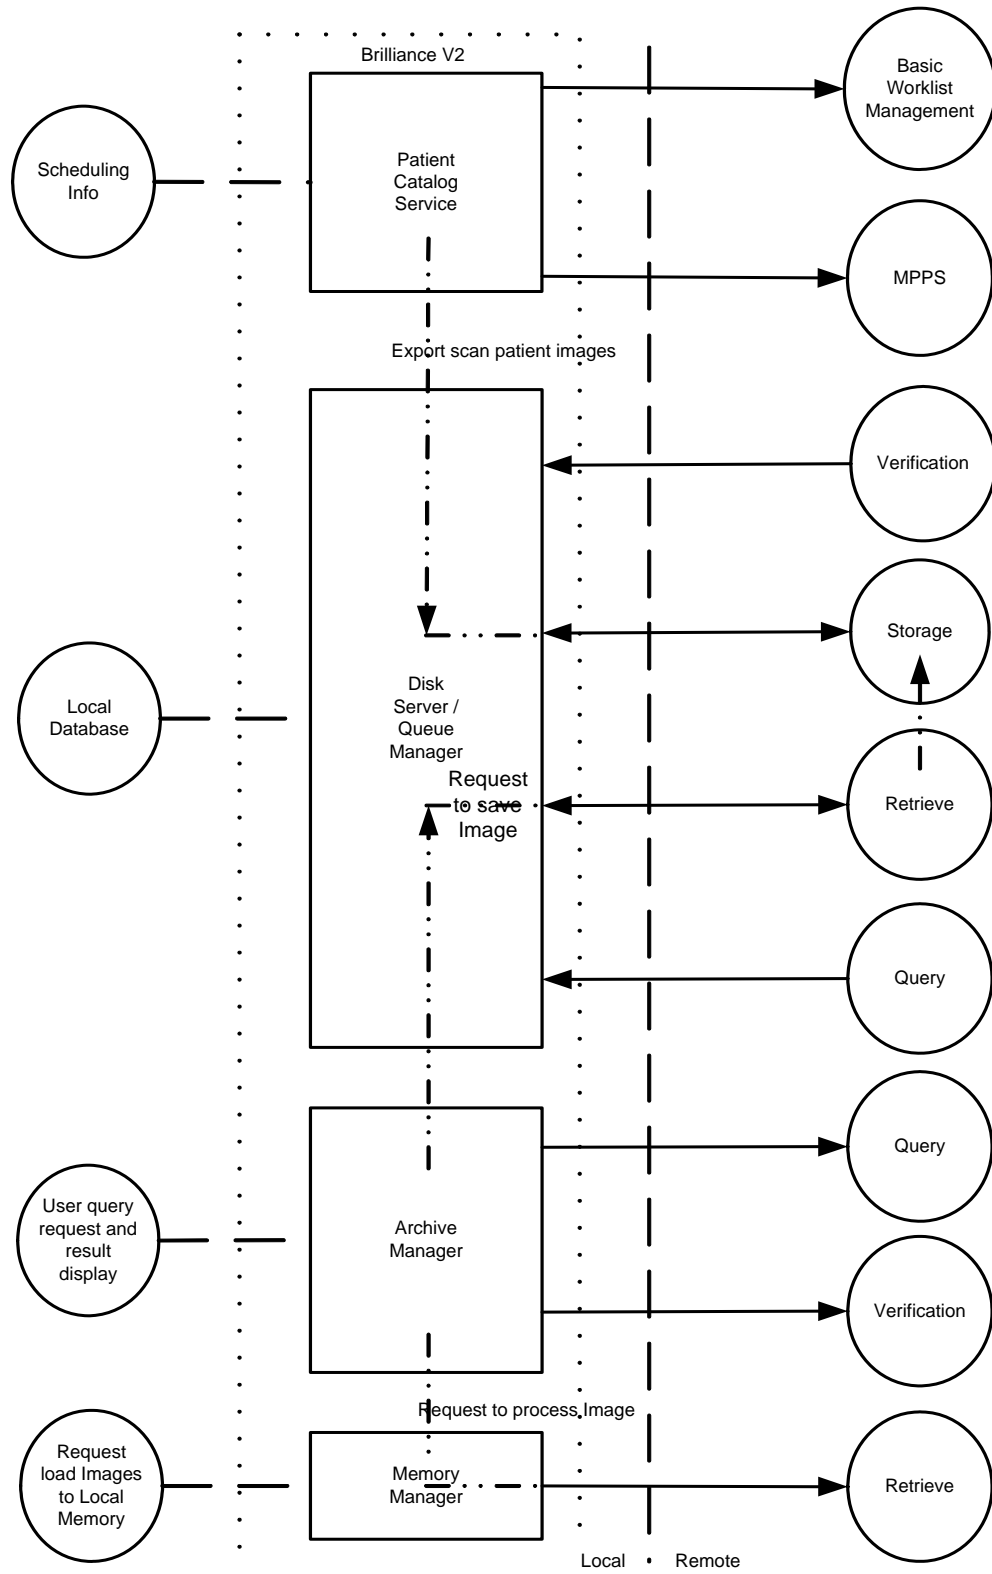 Brilliance V2
Basic
Worklist
Management
Scheduling
Info
Patient
Catalog
Service
MPPS
Export scan patient images
Verification
Storage
Local
Database
Disk
Server /
Queue
Manager
Request
to save
Image
Retrieve
Query
Query
User query
request and
result
display
Archive
Manager
Verification
Request to process Image
Request
load Images
to Local
Memory
Memory
Manager
Retrieve
Local
Remote